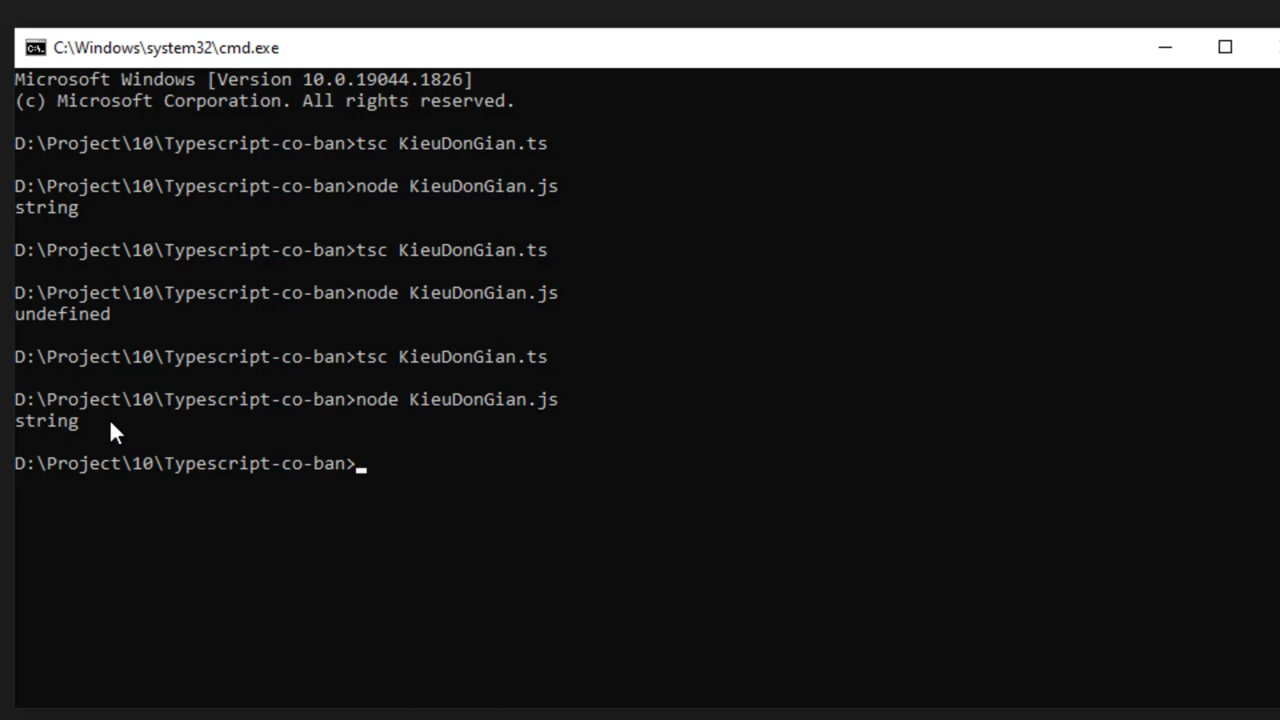 C:\Windows\system32\cmd.exe
Microsoft Windows [Version 10.0.19044.1826]
(c) Microsoft Corporation. All rights reserved.
D:\Project\10\Typescript-co-ban>tsc KieuDonGian.ts
D:\Project\10\Typescript-co-ban>node KieuDonGian.js
string
D:\Project\10\Typescript-co-ban>tsc KieuDonGian.ts
D:\Project\10\Typescript-co-ban>node KieuDonGian.js
undefined
D:\Project\10\Typescript-co-ban>tsc KieuDonGian.ts
D:\Project\10\Typescript-co-ban>node KieuDonGian.js
string
D:\Project\10\Typescript-co-ban>